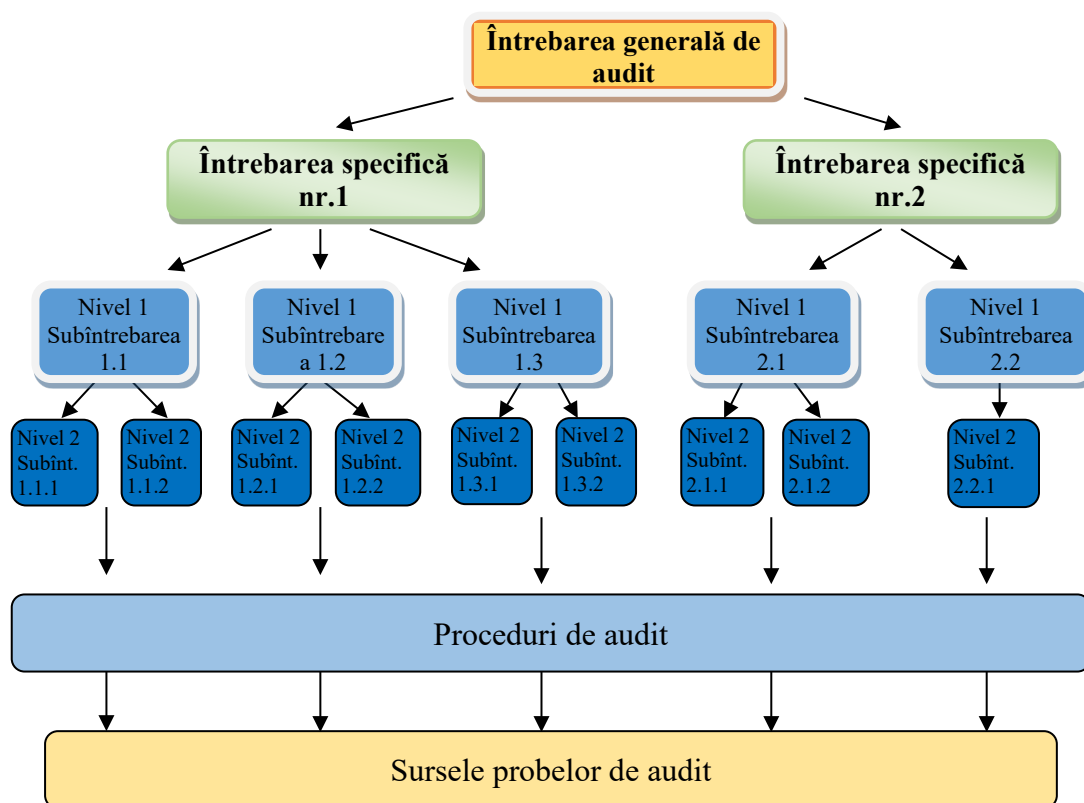 Întrebarea generală de
audit
Întrebarea specifică
nr.1
Întrebarea specifică
nr.2
Nivel 1
Subîntrebarea
1.1
Nivel 1
Subîntrebare
a 1.2
Nivel 1
Subîntrebarea
1.3
Nivel 1
Subîntrebarea
2.1
Nivel 1
Subîntrebarea
2.2
Nivel 2
Subînt.
1.1.1
Nivel 2
Subînt.
1.1.2
Nivel 2
Subînt.
1.2.1
Nivel 2
Subînt.
1.2.2
Nivel 2
Subînt.
1.3.1
Nivel 2
Subînt.
1.3.2
Nivel 2
Subînt.
2.1.1
Nivel 2
Subînt.
2.1.2
Nivel 2
Subînt.
2.2.1
Proceduri de audit
Sursele probelor de audit